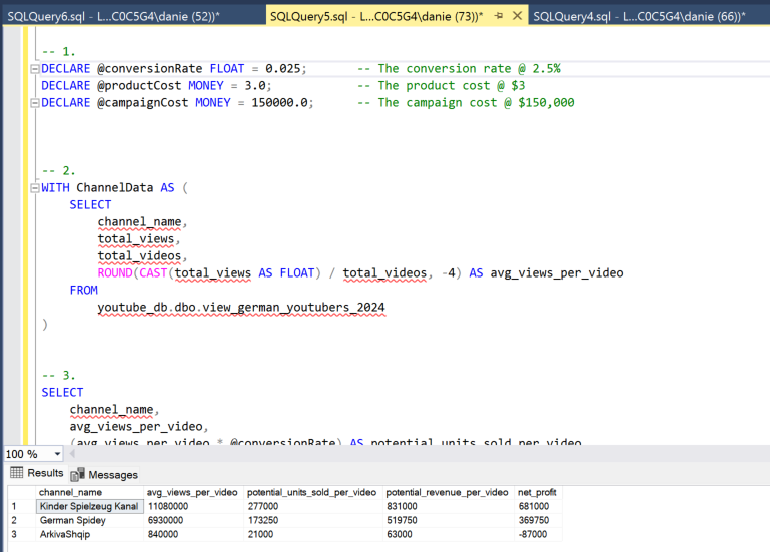 SQLQuery6.sql - L...C0C5G4\danie (52))* SQLQuery5.sql - L...C0C5G4\danie (73))* SQLQuery4.sql - L...C0C5G4\danie (66))*
-- 1.
DECLARE @conversionRate FLOAT = 0.025; -- The conversion rate @ 2.5%
DECLARE @productCost MONEY = 3.0; -- The product cost @ $3
DECLARE @campaignCost MONEY = 150000.0; -- The campaign cost @ $150,000
-- 2.
WITH ChannelData AS (
SELECT
channel_name,
total_views,
total_videos,
ROUND(CAST(total_views AS FLOAT) / total_videos, -4) AS avg_views_per_video
FROM
youtube_db.dbo.view_german_youtubers_2024
)
-- 3.
SELECT
channel_name,
avg_views_per_video,
(avg_views_per_video * @conversionRate) AS potential_units_sold_per_video
100 %
Results Messages
channel_name avg_views_per_video potential_units_sold_per_video potential_revenue_per_video net_profit
1 Kinder Spielzeug Kanal 11080000 277000 831000 681000
2 German Spidey 6930000 173250 519750 369750
3 ArkivaShqip 840000 21000 63000 -87000